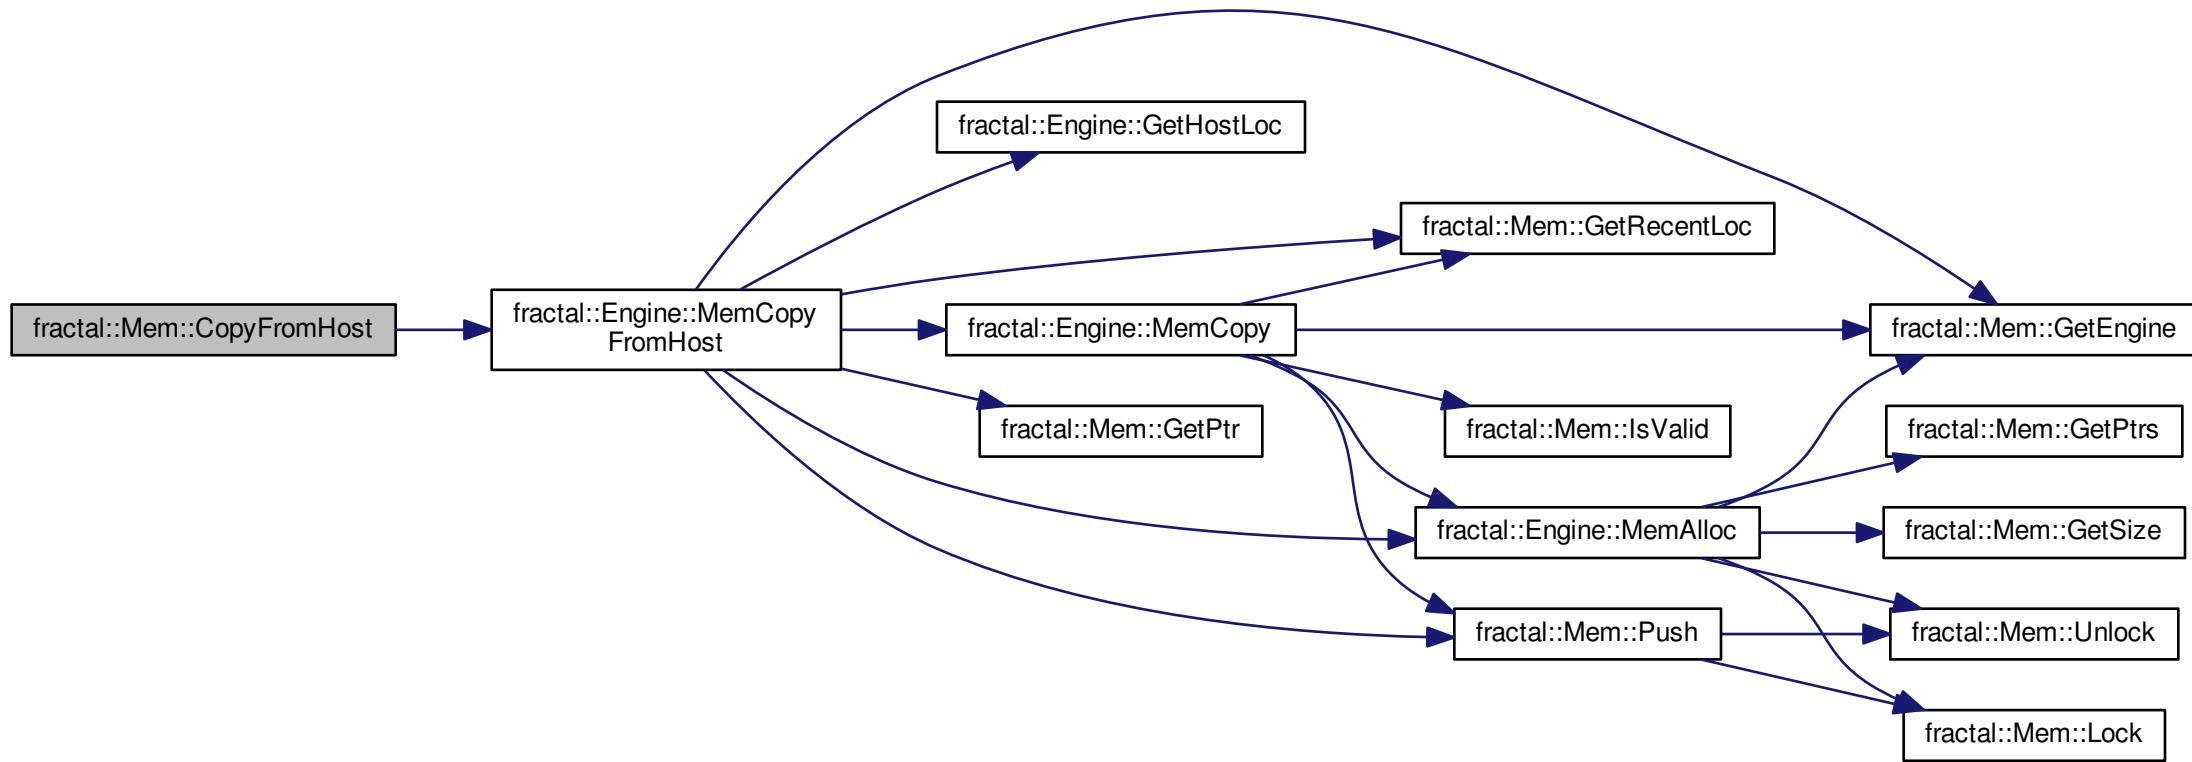 fractal::Mem::CopyFromHost
fractal::Engine::MemCopy
FromHost
fractal::Engine::GetHostLoc
fractal::Mem::GetRecentLoc
fractal::Engine::MemCopy
fractal::Mem::GetEngine
fractal::Mem::GetPtr
fractal::Mem::IsValid
fractal::Mem::GetPtrs
fractal::Engine::MemAlloc
fractal::Mem::GetSize
fractal::Mem::Push
fractal::Mem::Unlock
fractal::Mem::Lock